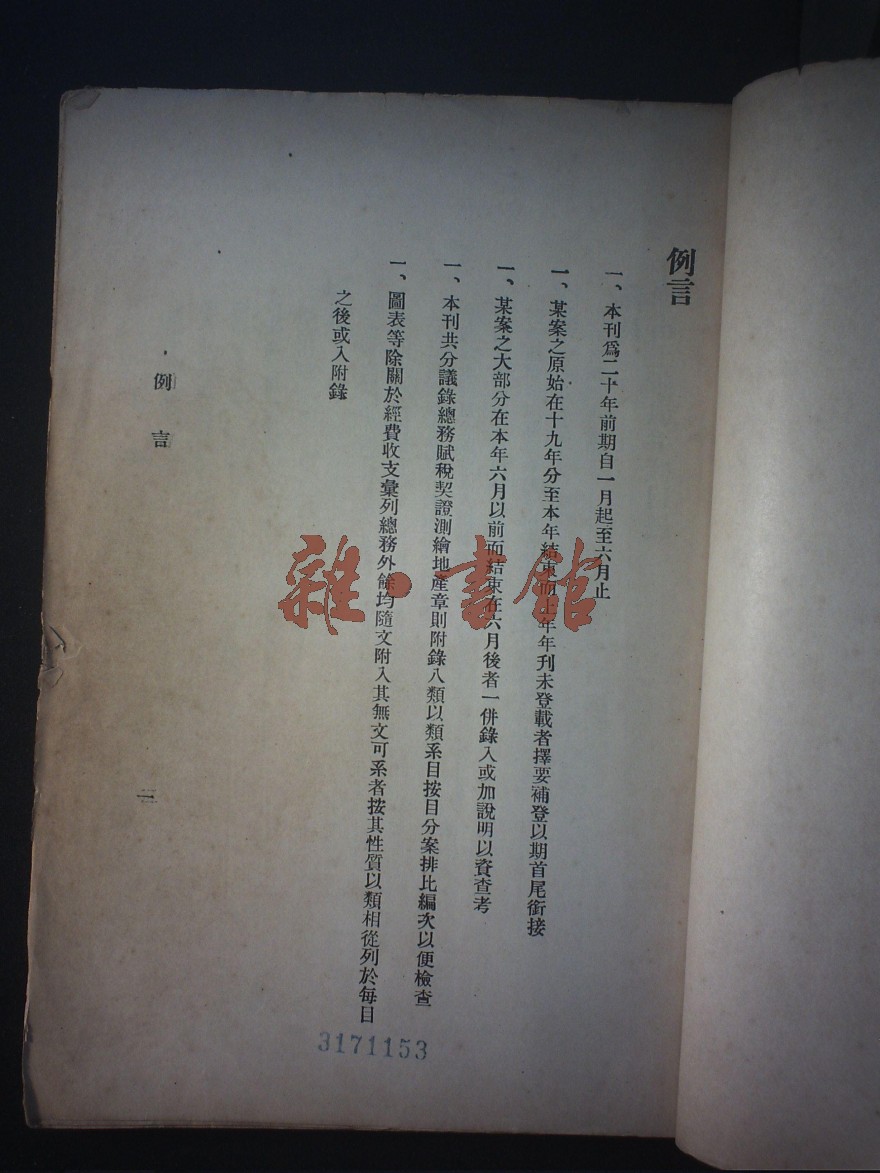 例言
一、本刊爲二十年前期自一月起至六月止
一、某案之原始在十九年分至本年結束而上年年刊未登載者擇要補登以期首尾銜接
一、某案之大部分在本年六月以前而結束在六月後者一併錄入或加說明以資查考
一、本刊共分議錄總務賦稅契證測繪地產章則附錄八類以類系目按目分案排比編次以便檢查
一、圖表等除關於經費收支彙列總務外餘均隨文附入其無文可系者按其性質以類相從列於每目
之後或入附錄
例言
3171153
雜·書館